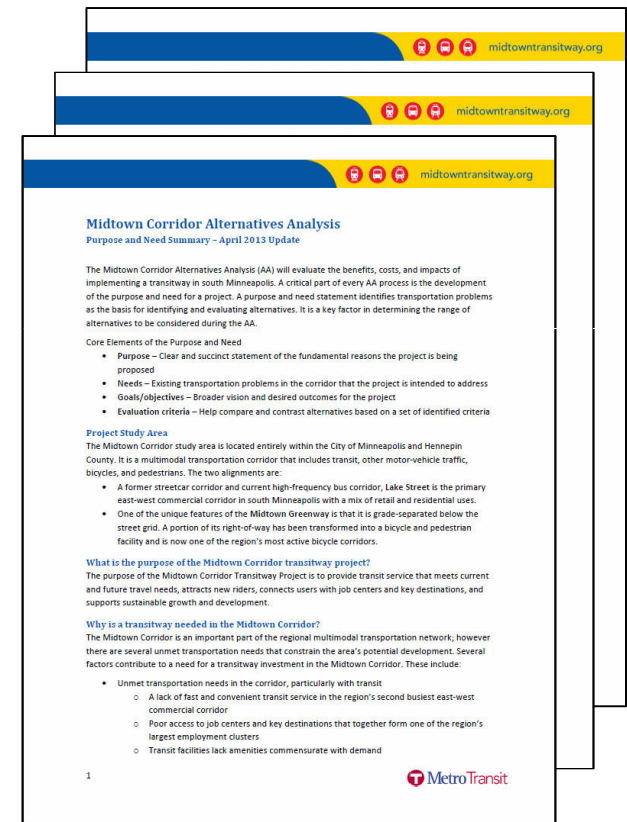 midtowntransitway.org
midtowntransitway.org
midtowntransitway.org
Midtown Corridor Alternatives Analysis
Purpose and Need Summary – April 2013 Update
The Midtown Corridor Alternatives Analysis (AA) will evaluate the benefits, costs, and impacts of
implementing a transitway in south Minneapolis. A critical part of every AA process is the development
of the purpose and need for a project. A purpose and need statement identifies transportation problems
as the basis for identifying and evaluating alternatives. It is a key factor in determining the range of
alternatives to be considered during the AA.
Core Elements of the Purpose and Need
• Purpose – Clear and succinct statement of the fundamental reasons the project is being
proposed
• Needs – Existing transportation problems in the corridor that the project is intended to address
• Goals/objectives – Broader vision and desired outcomes for the project
• Evaluation criteria – Help compare and contrast alternatives based on a set of identified criteria
Project Study Area
The Midtown Corridor study area is located entirely within the City of Minneapolis and Hennepin
County. It is a multimodal transportation corridor that includes transit, other motor-vehicle traffic,
bicycles, and pedestrians. The two alignments are:
• A former streetcar corridor and current high-frequency bus corridor, Lake Street is the primary
east-west commercial corridor in south Minneapolis with a mix of retail and residential uses.
• One of the unique features of the Midtown Greenway is that it is grade-separated below the
street grid. A portion of its right-of-way has been transformed into a bicycle and pedestrian
facility and is now one of the region's most active bicycle corridors.
What is the purpose of the Midtown Corridor transitway project?
The purpose of the Midtown Corridor Transitway Project is to provide transit service that meets current
and future travel needs, attracts new riders, connects users with job centers and key destinations, and
supports sustainable growth and development.
Why is a transitway needed in the Midtown Corridor?
The Midtown Corridor is an important part of the regional multimodal transportation network; however
there are several unmet transportation needs that constrain the area's potential development. Several
factors contribute to a need for a transitway investment in the Midtown Corridor. These include:
• Unmet transportation needs in the corridor, particularly with transit
o A lack of fast and convenient transit service in the region's second busiest east-west
commercial corridor
o Poor access to job centers and key destinations that together form one of the region's
largest employment clusters
o Transit facilities lack amenities commensurate with demand
1
T MetroTransit